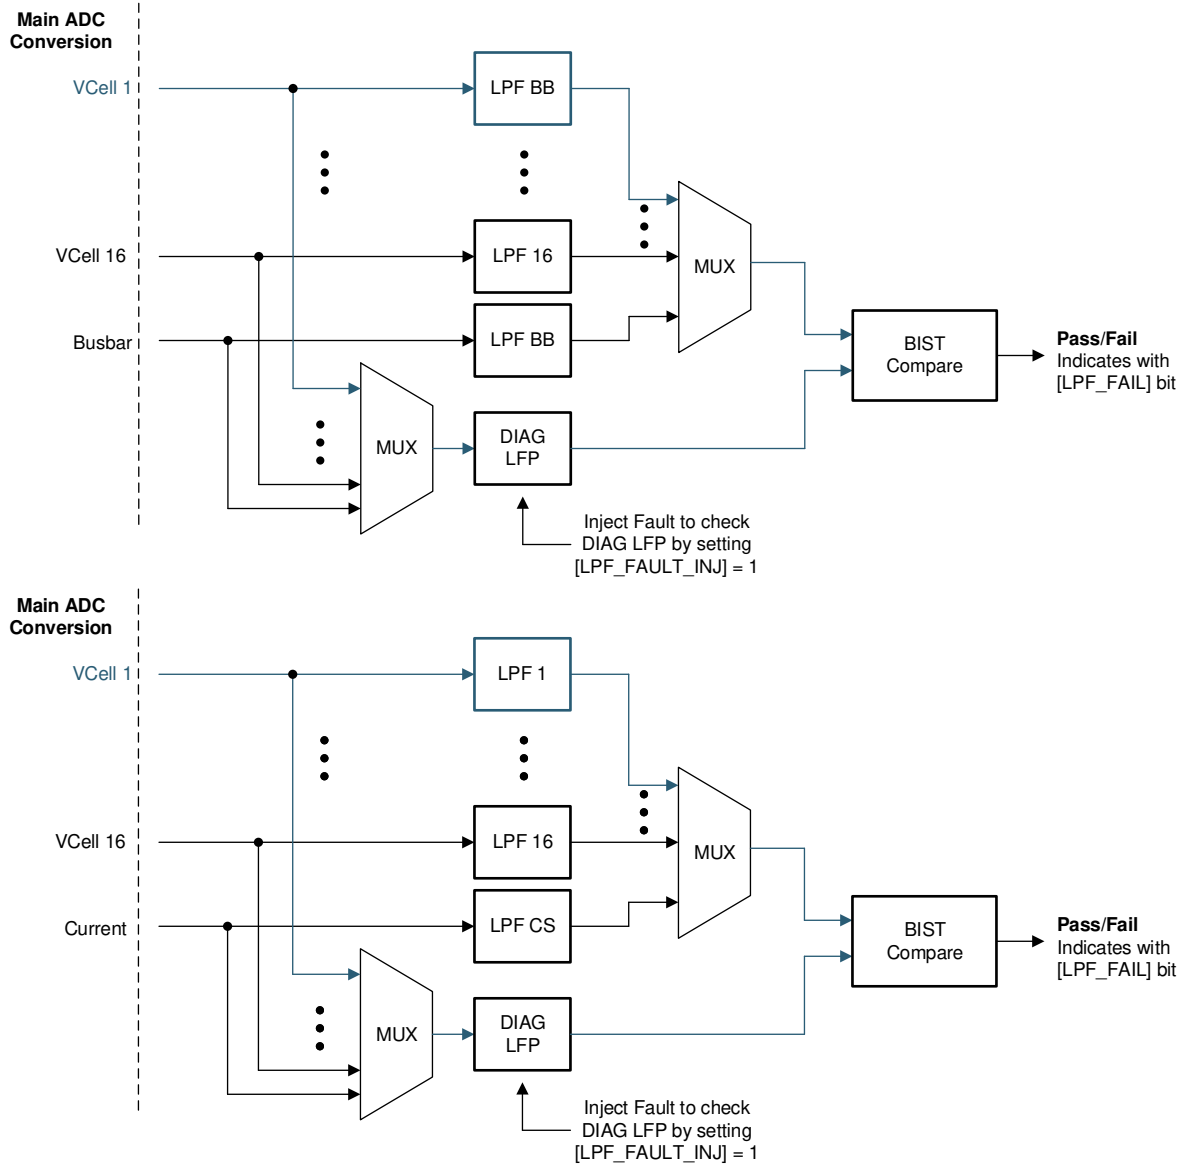 Main ADC
Conversion
VCell 1
LPF BB
VCell 16
LPF 16
MUX
Busbar
LPF BB
BIST
Compare
Pass/Fail
Indicates with
[LPF_FAIL] bit
MUX
DIAG
LFP
Inject Fault to check
DIAG LFP by setting
[LPF_FAULT_INJ] = 1
Main ADC
Conversion
VCell 1
LPF 1
VCell 16
LPF 16
MUX
Current
LPF CS
BIST
Compare
Pass/Fail
Indicates with
[LPF_FAIL] bit
MUX
DIAG
LFP
Inject Fault to check
DIAG LFP by setting
[LPF_FAULT_INJ] = 1